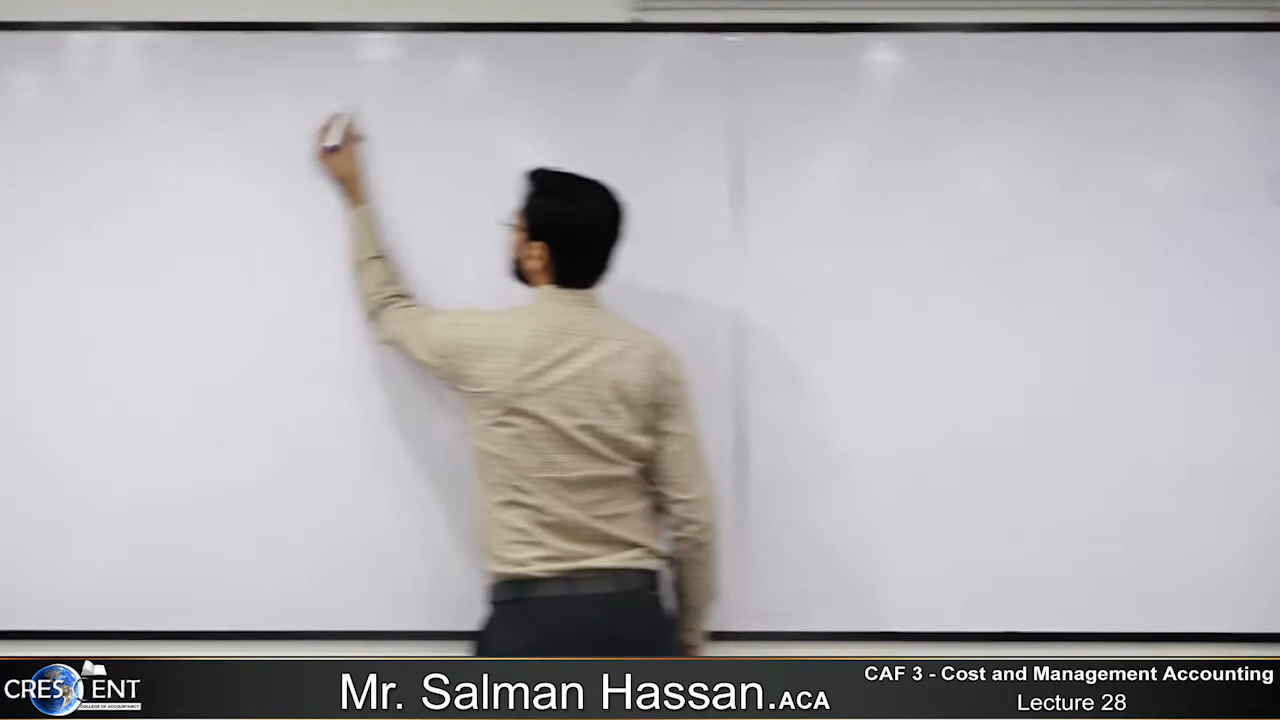 CRESCENT
COLLEGE OF ACCOUNTANCY
Mr. Salman Hassan.ACA
CAF 3 - Cost and Management Accounting
Lecture 28